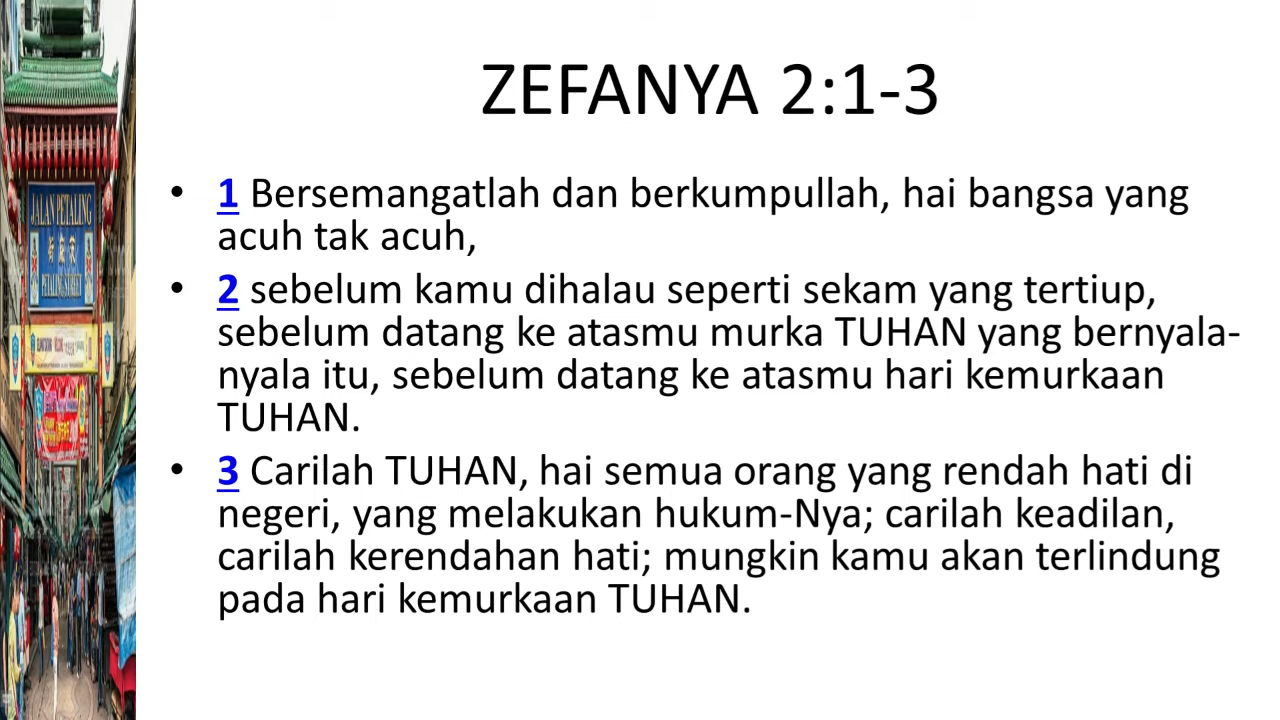 ZEFANYA 2:1-3
• 1 Bersemangatlah dan berkumpullah, hai bangsa yang
acuh tak acuh,
• 2 sebelum kamu dihalau seperti sekam yang tertiup,
sebelum datang ke atasmu murka TUHAN yang bernyala-
nyala itu, sebelum datang ke atasmu hari kemurkaan
TUHAN.
• 3 Carilah TUHAN, hai semua orang yang rendah hati di
negeri, yang melakukan hukum-Nya; carilah keadilan,
carilah kerendahan hati; mungkin kamu akan terlindung
pada hari kemurkaan TUHAN.
JALAN PETALING
PETALING STREET